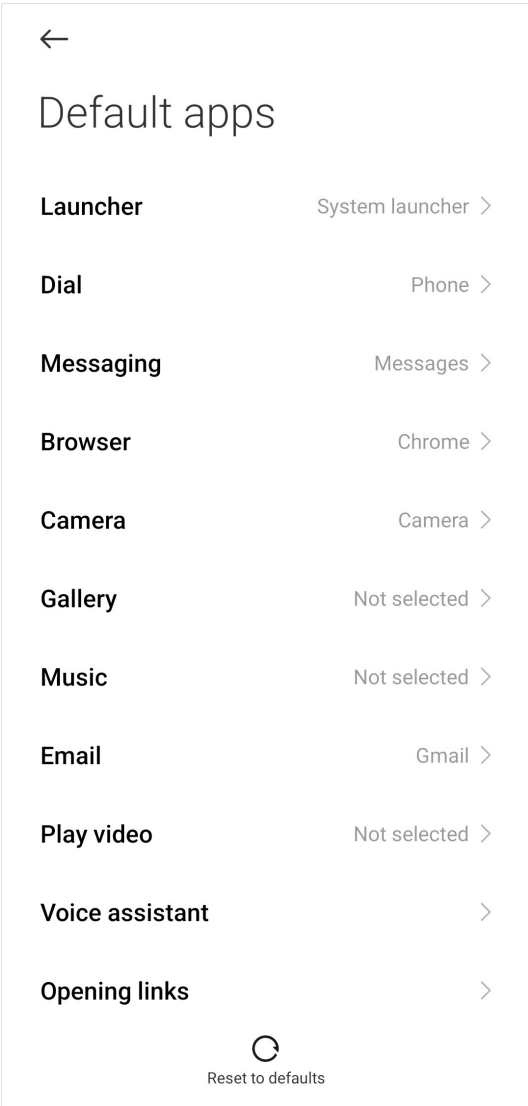 Default apps
Launcher System launcher
Dial Phone
Messaging Messages
Browser Chrome
Camera Camera
Gallery Not selected
Music Not selected
Email Gmail
Play video Not selected
Voice assistant
Opening links
Reset to defaults